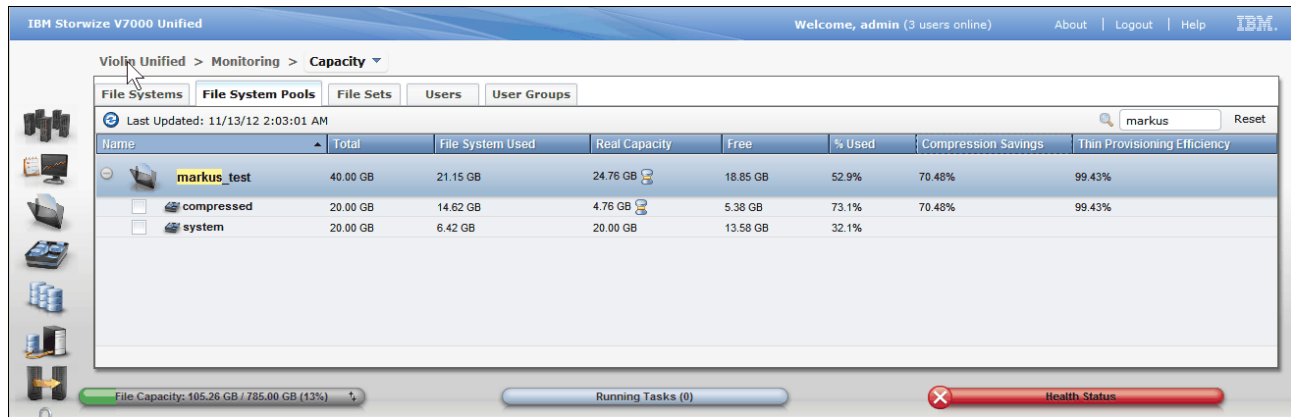 IBM Storwize V7000 Unified Welcome, admin (3 users online) About | Logout | Help IBM.
Violin Unified > Monitoring > Capacity
File Systems File System Pools File Sets Users User Groups
Last Updated: 11/13/12 2:03:01 AM markus Reset
Name Total File System Used Real Capacity Free % Used Compression Savings Thin Provisioning Efficiency
markus_test 40.00 GB 21.15 GB 24.76 GB 18.85 GB 52.9% 70.48% 99.43%
compressed 20.00 GB 14.62 GB 4.76 GB 5.38 GB 73.1% 70.48% 99.43%
system 20.00 GB 6.42 GB 20.00 GB 13.58 GB 32.1%
File Capacity: 105.26 GB / 785.00 GB (13%) Running Tasks (0) Health Status